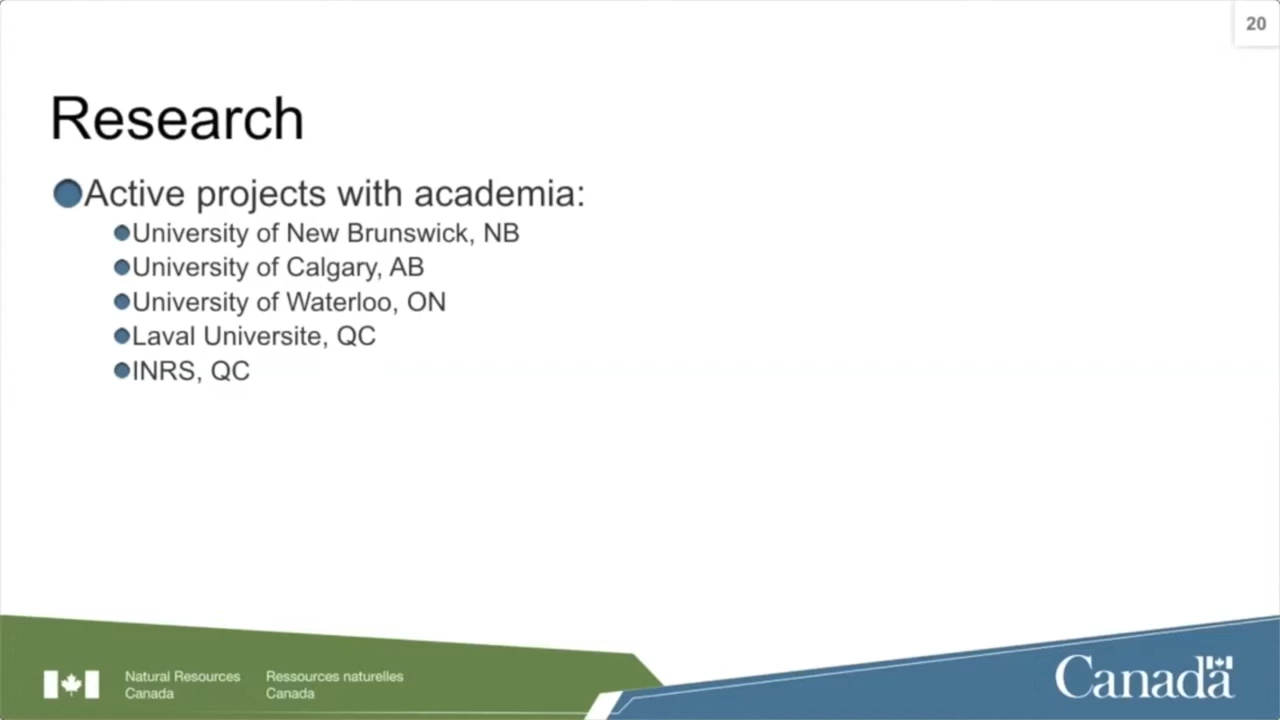 20
Research
Active projects with academia:
University of New Brunswick, NB
University of Calgary, AB
University of Waterloo, ON
Laval Universite, QC
INRS, QC
Natural Resources Canada
Ressources naturelles Canada
Canada